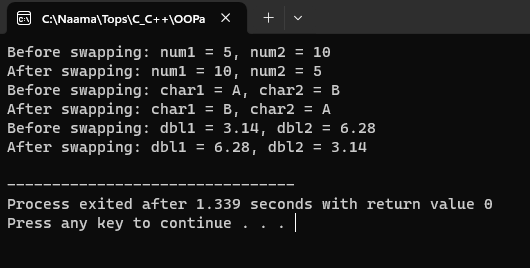 C:\Naama\Tops\C_C++\OOPa
Before swapping: num1 = 5, num2 = 10
After swapping: num1 = 10, num2 = 5
Before swapping: char1 = A, char2 = B
After swapping: char1 = B, char2 = A
Before swapping: dbl1 = 3.14, dbl2 = 6.28
After swapping: dbl1 = 6.28, dbl2 = 3.14
--------------------------------
Process exited after 1.339 seconds with return value 0
Press any key to continue . . .